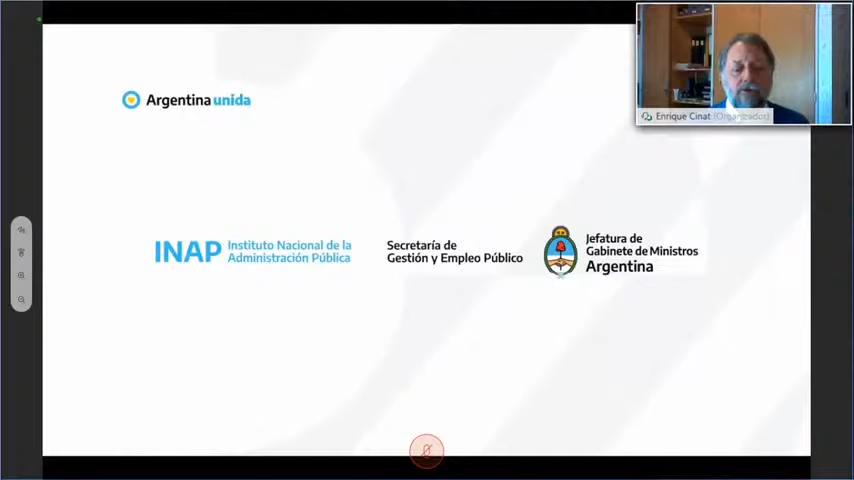 Argentina unida
Enrique Cinat (Organizador)
INAP
Instituto Nacional de la
Administración Pública
Secretaría de
Gestión y Empleo Público
Jefatura de
Gabinete de Ministros
Argentina